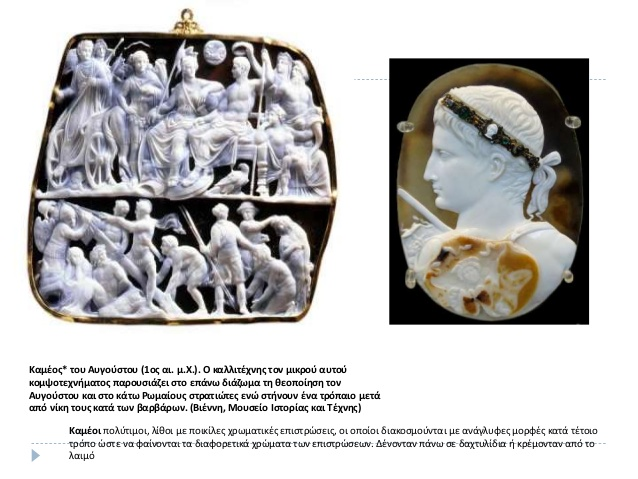 Καμέος* του Αυγούστου (1ος αι. μ.Χ.). Ο καλλιτέχνης τον μικρού αυτού
κομψοτεχνήματος παρουσιάζει στο επάνω διάζωμα τη θεοποίηση τον
Αυγούστου και στο κάτω Ρωμαίους στρατιώτες ενώ στήνουν ένα τρόπαιο μετά
από νίκη τους κατά των βαρβάρων. (Βιέννη, Μουσείο Ιστορίας και Τέχνης)
Καμέοι πολύτιμοι, λίθοι με ποικίλες χρωματικές επιστρώσεις, οι οποίοι διακοσμούνται με ανάγλυφες μορφές κατά τέτοιο
τρόπο ώστε να φαίνονται τα διαφορετικά χρώματα των επιστρώσεων. Δένονταν πάνω σε δαχτυλίδια ή κρέμονταν από το
λαιμό